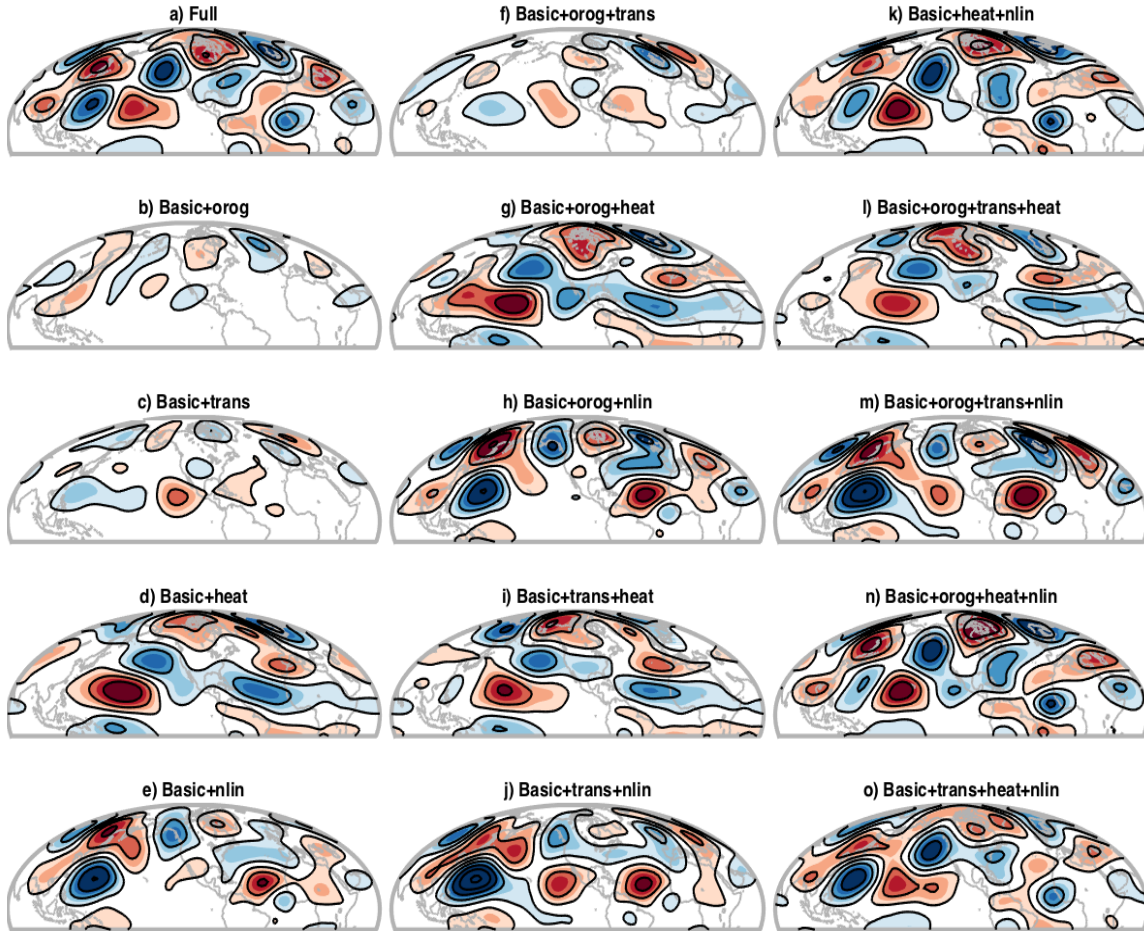 a) Full
f) Basic+orog+trans
k) Basic+heat+nlin
b) Basic+orog
g) Basic+orog+heat
l) Basic+orog+trans+heat
c) Basic+trans
h) Basic+orog+nlin
m) Basic+orog+trans+nlin
d) Basic+heat
i) Basic+trans+heat
n) Basic+orog+heat+nlin
e) Basic+nlin
j) Basic+trans+nlin
o) Basic+trans+heat+nlin